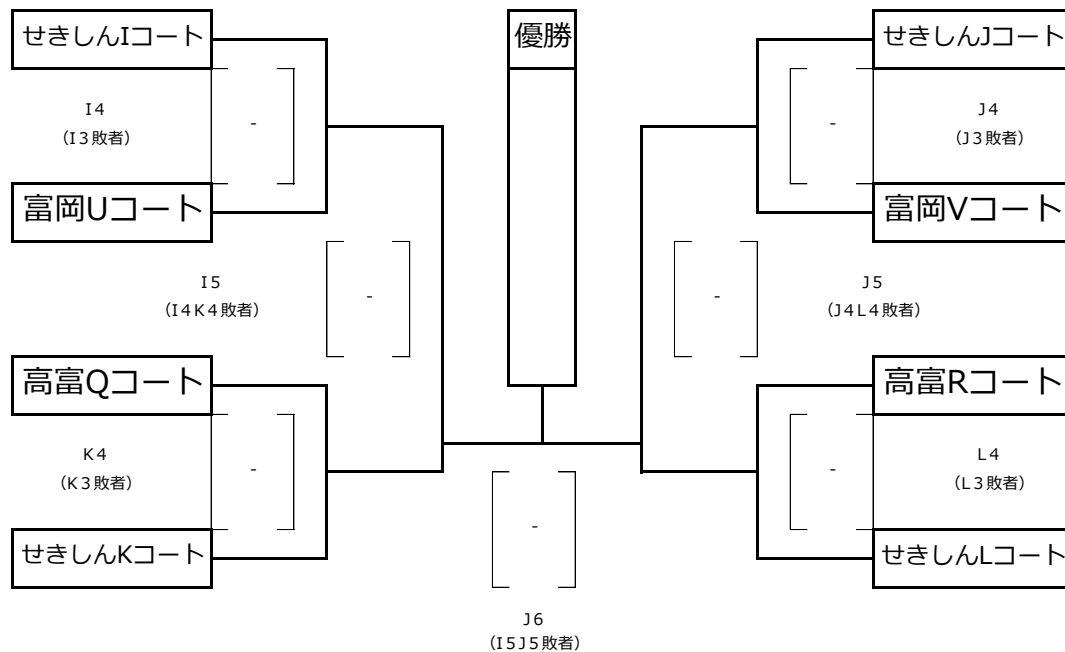 せきしんIコート
優勝
せきしんJコート
I４
-
-
J４
（I３敗者）
（J３敗者）
富岡Uコート
富岡Vコート
I５
-
-
J５
（I４K４敗者）
（J４L４敗者）
高富Qコート
高富Rコート
K４
-
-
L４
（K３敗者）
（L３敗者）
せきしんKコート
-
せきしんLコート
J６
（I５J５敗者）